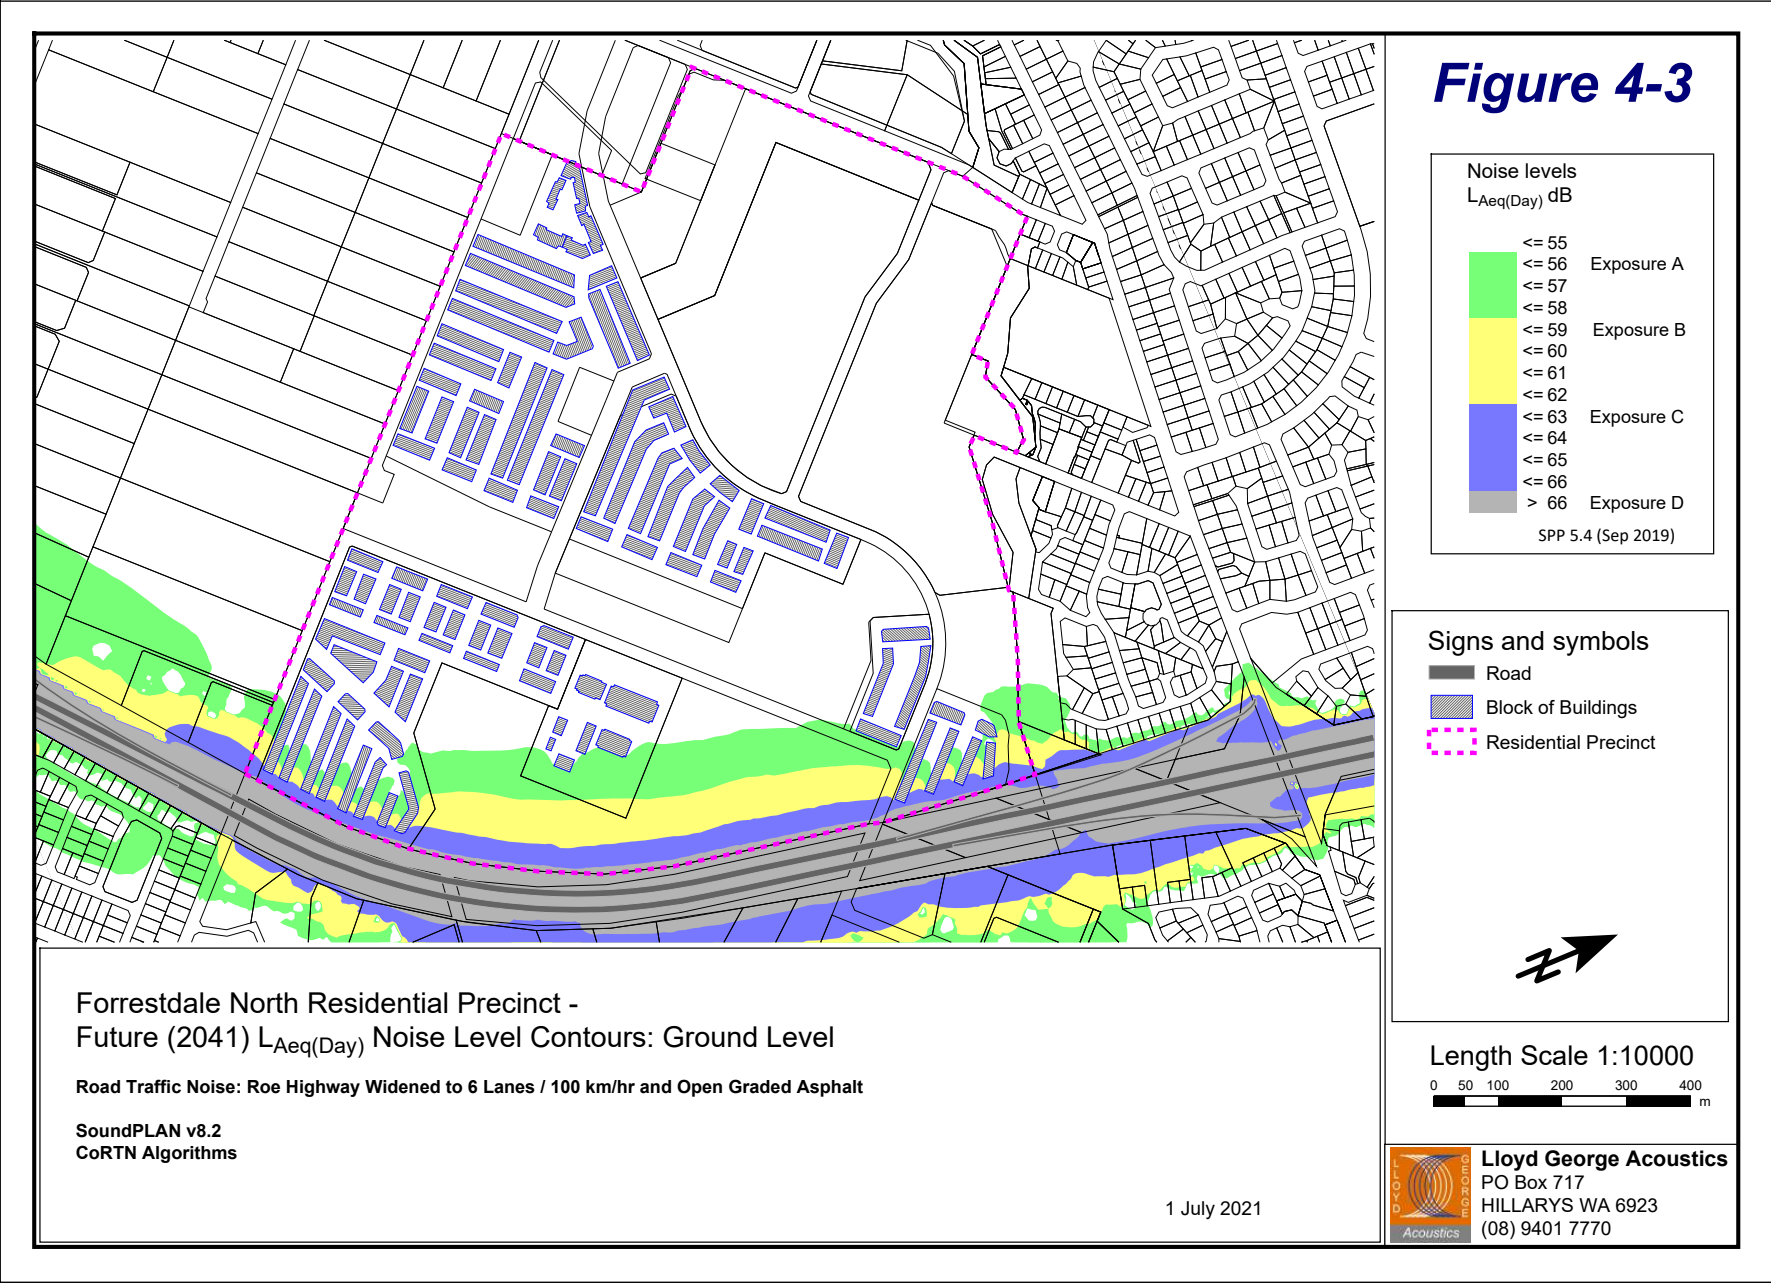 Figure 4-3
Noise levels
LAeq(Day) dB
<= 55
<= 56 Exposure A
<= 57
<= 58
<= 59 Exposure B
<= 60
<= 61
<= 62
<= 63 Exposure C
<= 64
<= 65
<= 66
> 66 Exposure D
SPP 5.4 (Sep 2019)
Signs and symbols
Road
Block of Buildings
Residential Precinct
Z
Length Scale 1:10000
0 50 100 200 300 400
m
Forrestdale North Residential Precinct -
Future (2041) LAeq(Day) Noise Level Contours: Ground Level
Road Traffic Noise: Roe Highway Widened to 6 Lanes / 100 km/hr and Open Graded Asphalt
SoundPLAN v8.2
CoRTN Algorithms
1 July 2021
LLOYD
GEORGE
Acoustics
Lloyd George Acoustics
PO Box 717
HILLARYS WA 6923
(08) 9401 7770